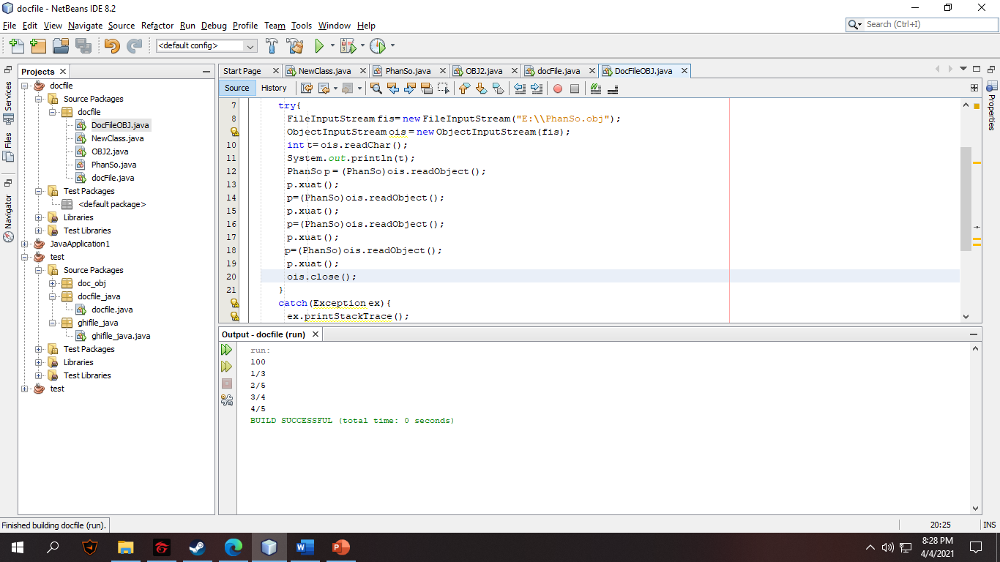 docfile - NetBeans IDE 8.2
File Edit View Navigate Source Refactor Run Debug Profile Team Tools Window Help
Search (Ctrl+I)
<default config>
Services
Files
Navigator
Projects
docfile
Source Packages
docfile
DocFileOBJ.java
NewClass.java
OBJ2.java
PhanSo.java
docFile.java
Test Packages
<default package>
Libraries
Test Libraries
JavaApplication1
test
Source Packages
doc_obj
docfile_java
docfile.java
ghifile_java
ghifile_java.java
Test Packages
Libraries
Test Libraries
test
Start Page NewClass.java PhanSo.java OBJ2.java docFile.java DocFileOBJ.java
Source History
7 try{
8 FileInputStream fis= new FileInputStream("E:\\PhanSo.obj");
ObjectInputStream ois = new ObjectInputStream(fis);
10 int t= ois.readChar();
11 System.out.println(t);
12 PhanSo p = (PhanSo)ois.readObject();
13 p.xuat();
14 p=(PhanSo)ois.readObject();
15 p.xuat();
16 p=(PhanSo)ois.readObject();
17 p.xuat();
18 p=(PhanSo)ois.readObject();
19 p.xuat();
20 ois.close();
21 }
catch(Exception ex){
ex.printStackTrace();
Properties
Output - docfile (run)
run:
100
1/3
2/5
3/4
4/5
BUILD SUCCESSFUL (total time: 0 seconds)
Finished building docfile (run).
20:25 INS
8:28 PM
4/4/2021